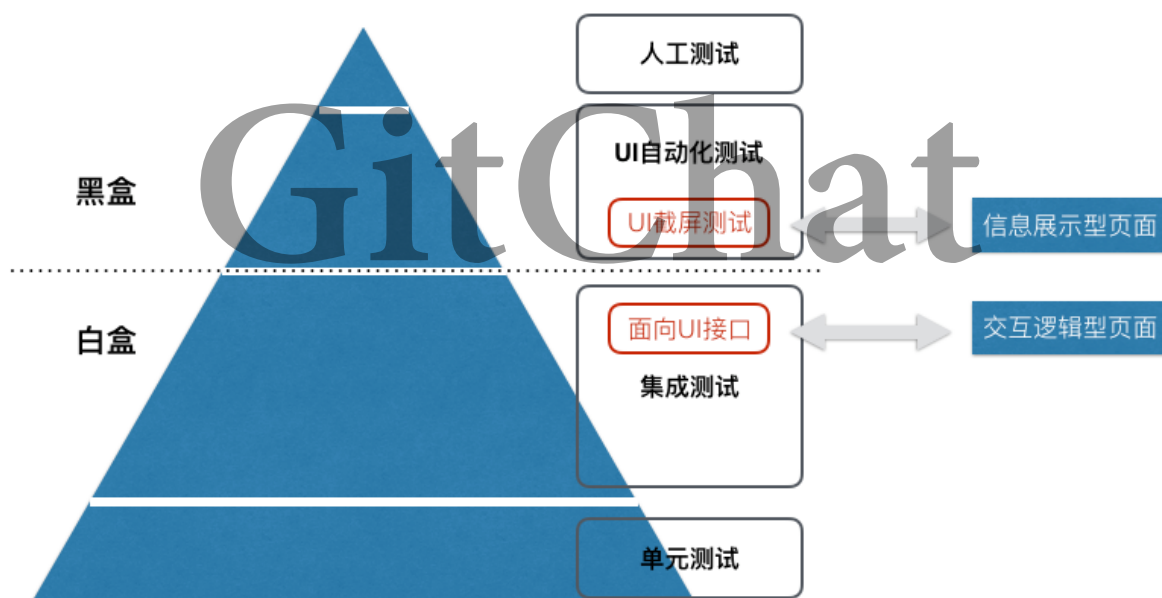 人工测试
GitChat
UI自动化测试
黑盒
UI截屏测试
信息展示型页面
面向UI接口
交互逻辑型页面
白盒
集成测试
单元测试